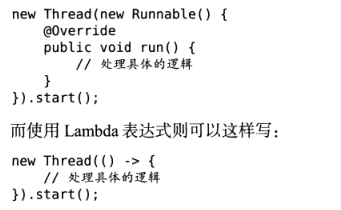 new Thread(new Runnable() {
    @Override
    public void run() {
        // 处理具体的逻辑
    }
}).start();
而使用 Lambda 表达式则可以这样写：
new Thread(() -> {
    // 处理具体的逻辑
}).start();